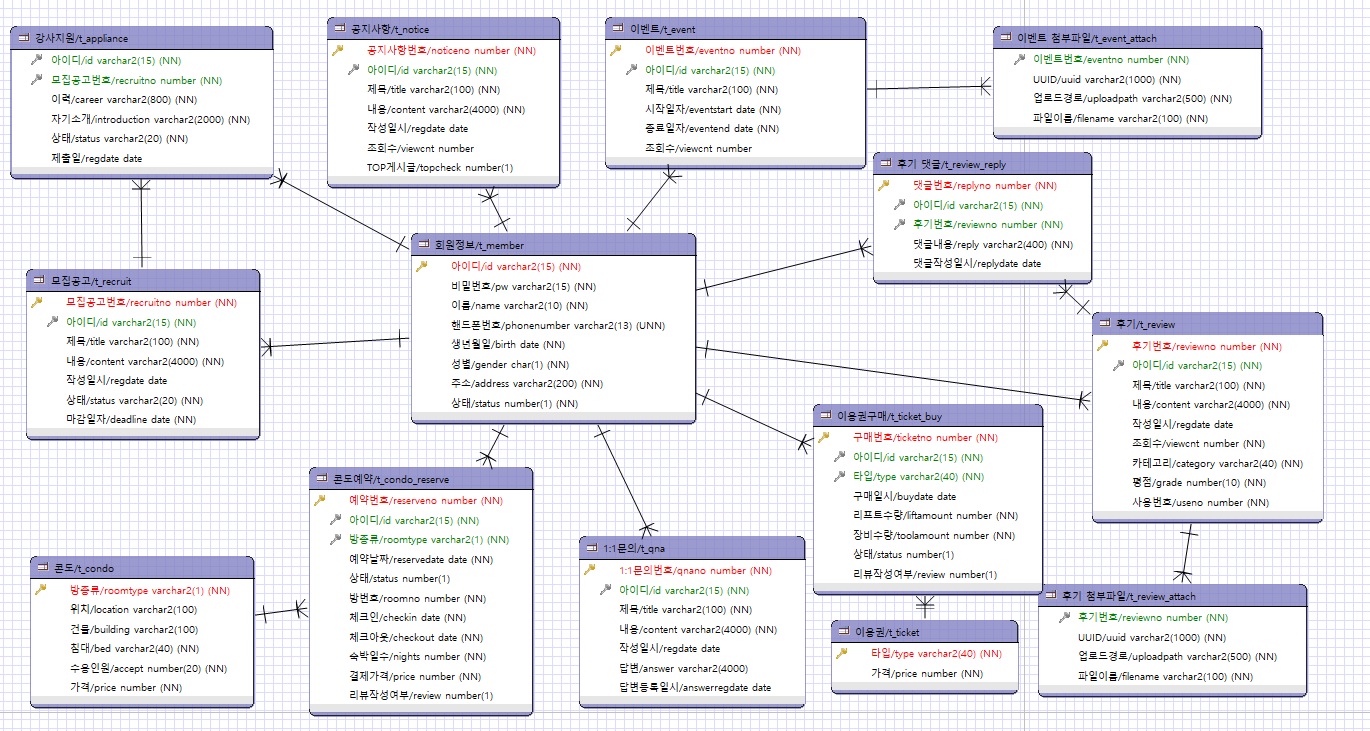 강사지원/t_appliance
아이디/id varchar2(15) (NN)
모집공고번호/recruitno number (NN)
이력/career varchar2(800) (NN)
자기소개/introduction varchar2(2000) (NN)
상태/status varchar2(20) (NN)
제출일/regdate date
공지사항/t_notice
공지사항번호/noticeno number (NN)
아이디/id varchar2(15) (NN)
제목/title varchar2(100) (NN)
내용/content varchar2(4000) (NN)
작성일시/regdate date
조회수/viewcnt number
TOP게시글/topcheck number(1)
이벤트/t_event
이벤트번호/eventno number (NN)
아이디/id varchar2(15) (NN)
제목/title varchar2(100) (NN)
시작일자/eventstart date (NN)
종료일자/eventend date (NN)
조회수/viewcnt number
이벤트 첨부파일/t_event_attach
이벤트번호/eventno number (NN)
UUID/uuid varchar2(1000) (NN)
업로드경로/uploadpath varchar2(500) (NN)
파일이름/filename varchar2(100) (NN)
후기 댓글/t_review_reply
댓글번호/replyno number (NN)
아이디/id varchar2(15) (NN)
후기번호/reviewno number (NN)
댓글내용/reply varchar2(400) (NN)
댓글작성일시/replydate date
회원정보/t_member
아이디/id varchar2(15) (NN)
비밀번호/pw varchar2(15) (NN)
이름/name varchar2(10) (NN)
핸드폰번호/phonenumber varchar2(13) (UNN)
생년월일/birth date (NN)
성별/gender char(1) (NN)
주소/address varchar2(200) (NN)
상태/status number(1) (NN)
모집공고/t_recruit
모집공고번호/recruitno number (NN)
아이디/id varchar2(15) (NN)
제목/title varchar2(100) (NN)
내용/content varchar2(4000) (NN)
작성일시/regdate date
상태/status varchar2(20) (NN)
마감일자/deadline date (NN)
후기/t_review
후기번호/reviewno number (NN)
아이디/id varchar2(15) (NN)
제목/title varchar2(100) (NN)
내용/content varchar2(4000) (NN)
작성일시/regdate date
조회수/viewcnt number (NN)
카테고리/category varchar2(40) (NN)
평점/grade number(10) (NN)
사용번호/useno number (NN)
이용권구매/t_ticket_buy
구매번호/ticketno number (NN)
아이디/id varchar2(15) (NN)
타입/type varchar2(40) (NN)
구매일시/buydate date
리프트수량/liftamount number (NN)
장비수량/toolamount number (NN)
상태/status number(1)
리뷰작성여부/review number(1)
콘도예약/t_condo_reserve
예약번호/reserveno number (NN)
아이디/id varchar2(15) (NN)
방종류/roomtype varchar2(1) (NN)
예약날짜/reservedate date (NN)
상태/status number(1)
방번호/roomno number (NN)
체크인/checkin date (NN)
체크아웃/checkout date (NN)
숙박일수/nights number (NN)
결제가격/price number (NN)
리뷰작성여부/review number(1)
1:1문의/t_qna
1:1문의번호/qnano number (NN)
아이디/id varchar2(15) (NN)
제목/title varchar2(100) (NN)
내용/content varchar2(4000) (NN)
작성일시/regdate date
답변/answer varchar2(4000)
답변등록일시/answerregdate date
콘도/t_condo
방종류/roomtype varchar2(1) (NN)
위치/location varchar2(100)
건물/building varchar2(100)
침대/bed varchar2(40) (NN)
수용인원/accept number(20) (NN)
가격/price number (NN)
이용권/t_ticket
타입/type varchar2(40) (NN)
가격/price number (NN)
후기 첨부파일/t_review_attach
후기번호/reviewno number (NN)
UUID/uuid varchar2(1000) (NN)
업로드경로/uploadpath varchar2(500) (NN)
파일이름/filename varchar2(100) (NN)